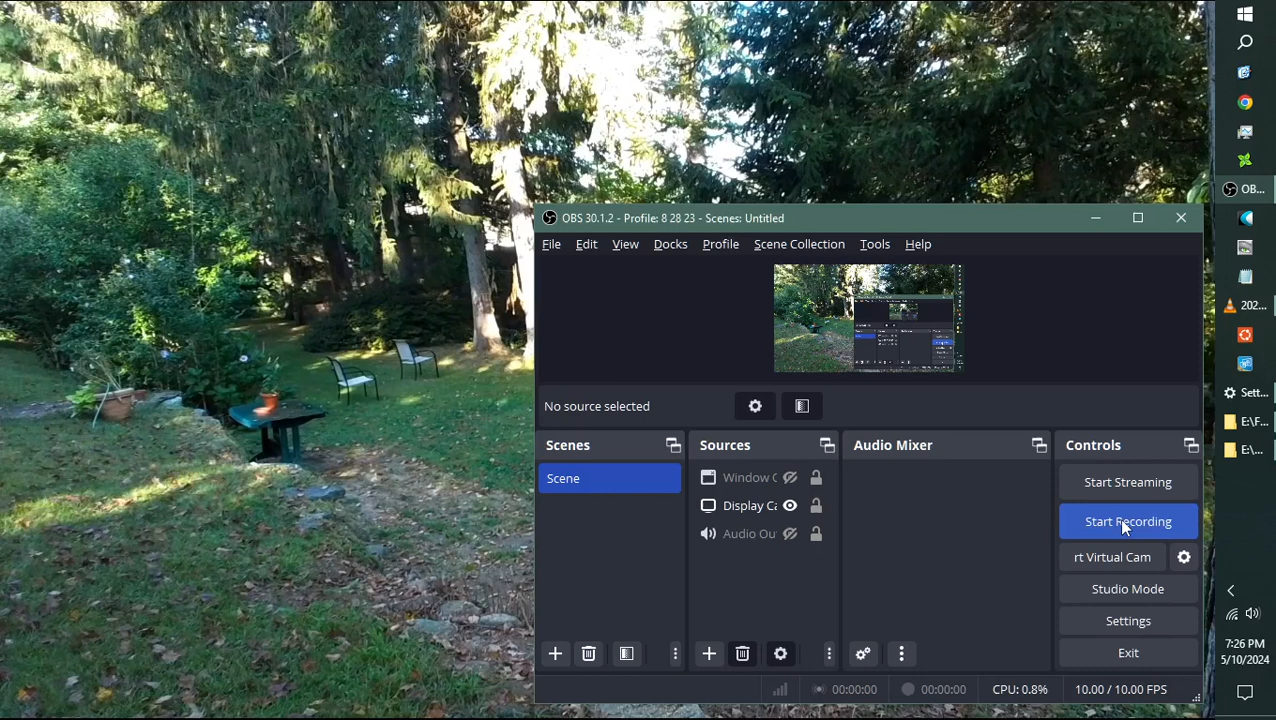 OBS 30.1.2 - Profile: 8 28 23 - Scenes: Untitled
File Edit View Docks Profile Scene Collection Tools Help
No source selected
Scenes
Scene
Sources
Window C
Display Ca
Audio Ou
Audio Mixer
Controls
Start Streaming
Start Recording
rt Virtual Cam
Studio Mode
Settings
Exit
00:00:00 00:00:00 CPU: 0.8% 10.00 / 10.00 FPS
OB...
202...
Sett...
E:\F...
E:\...
7:26 PM
5/10/2024